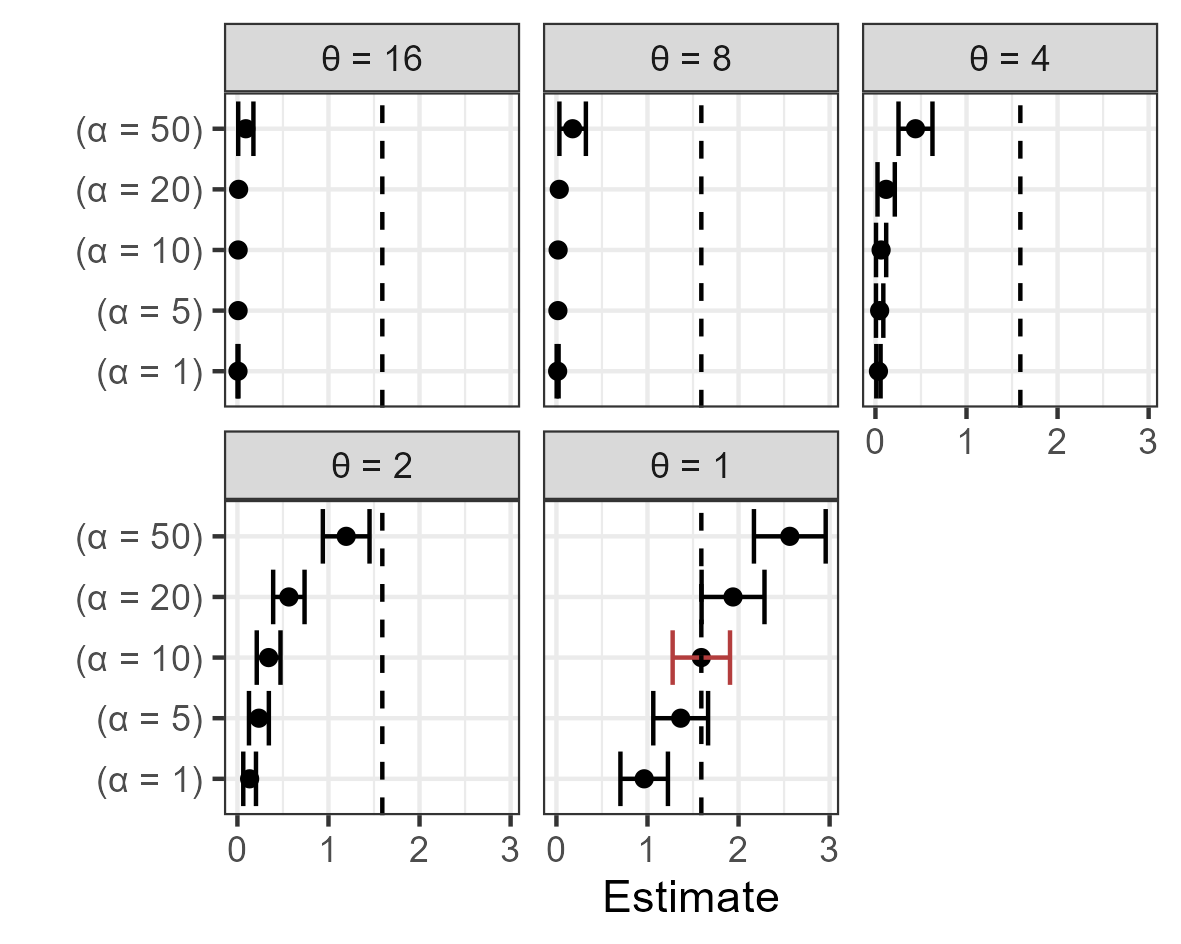 θ = 16
θ = 8
θ = 4
(α = 50)
(α = 20)
(α = 10)
(α = 5)
(α = 1)
0 1 2 3
θ = 2
θ = 1
(α = 50)
(α = 20)
(α = 10)
(α = 5)
(α = 1)
0 1 2 3
0 1 2 3
Estimate